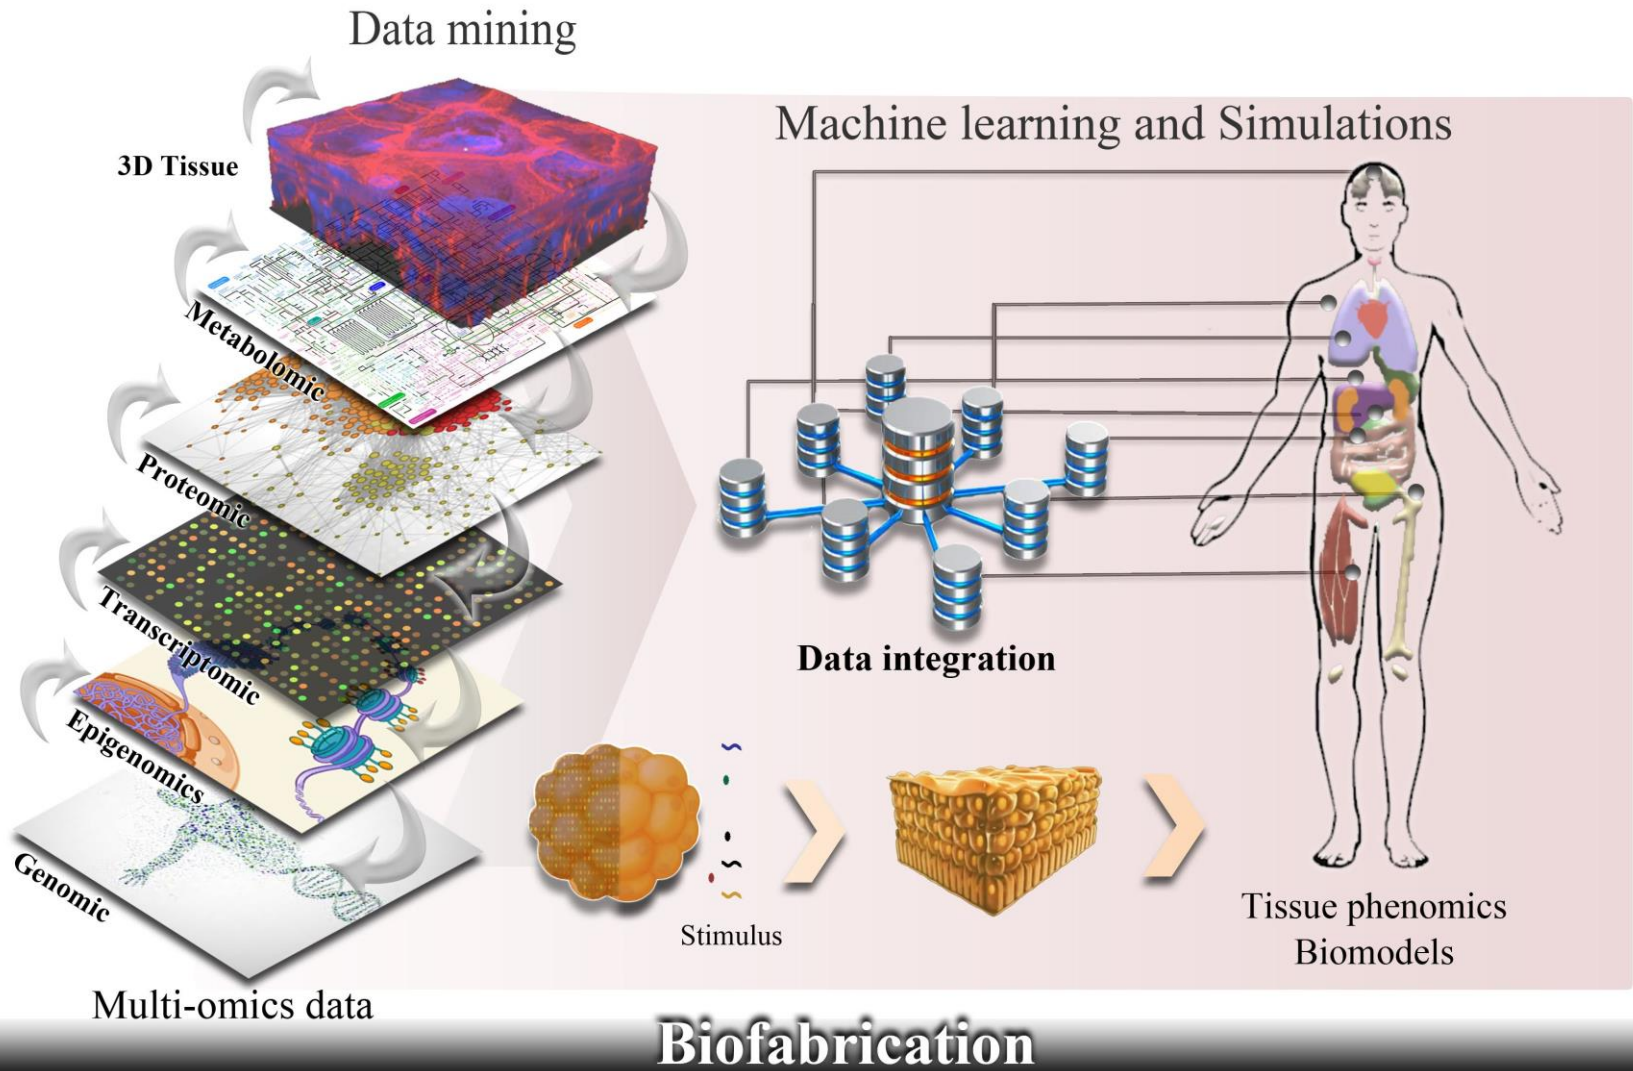 Data mining
Machine learning and Simulations
3D Tissue
Metabolomic
Proteomic
Transcriptomic
Epigenomics
Genomic
Multi-omics data
Data integration
Stimulus
Tissue phenomics
Biomodels
Biofabrication